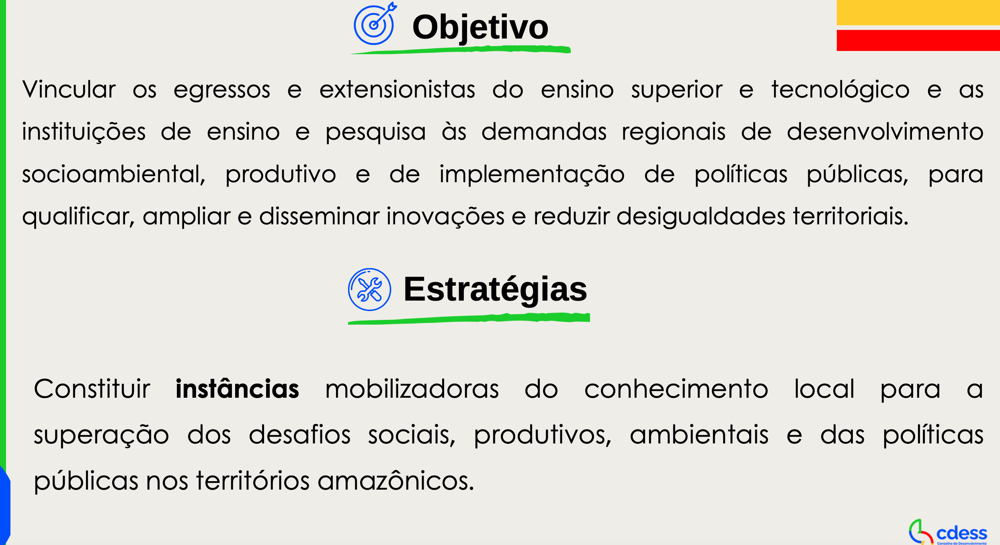 Objetivo
Vincular os egressos e extensionistas do ensino superior e tecnológico e as
instituições de ensino e pesquisa às demandas regionais de desenvolvimento
socioambiental, produtivo e de implementação de políticas públicas, para
qualificar, ampliar e disseminar inovações e reduzir desigualdades territoriais.
Estratégias
Constituir instâncias mobilizadoras do conhecimento local para a
superação dos desafios sociais, produtivos, ambientais e das políticas
públicas nos territórios amazônicos.
cdess
Conselho de Desenvolvimento